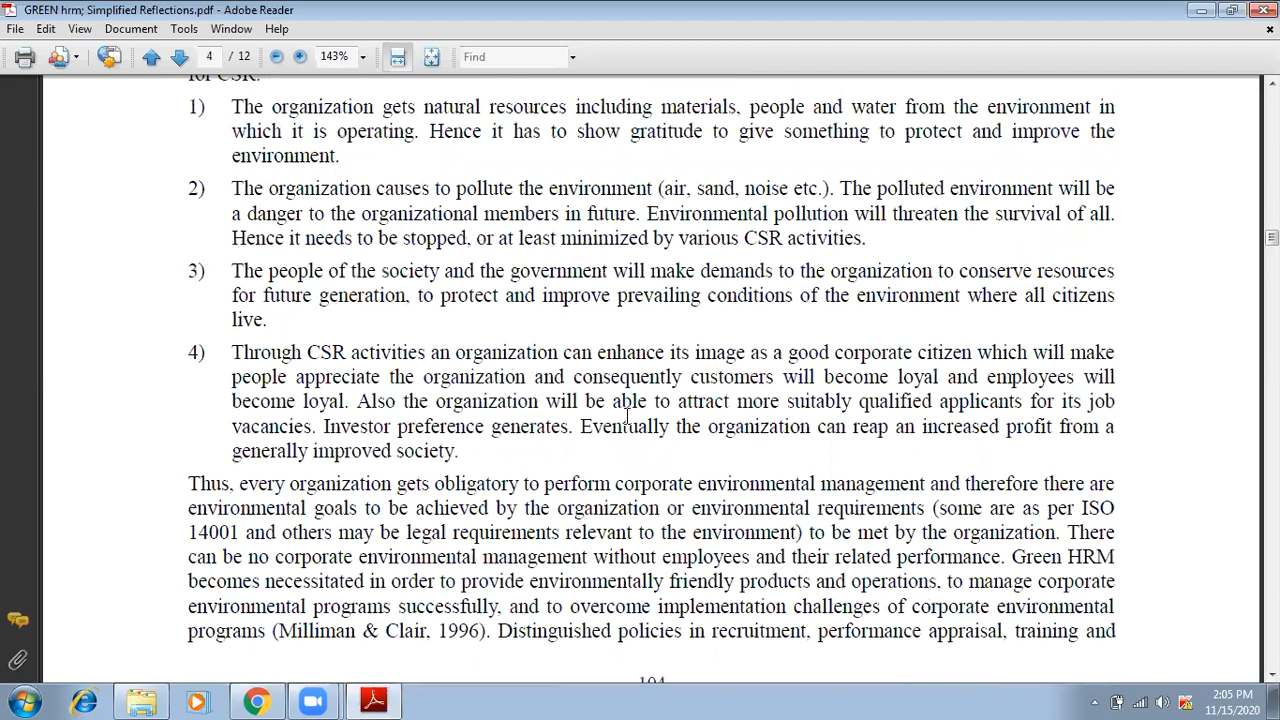 GREEN hrm; Simplified Reflections.pdf - Adobe Reader
File Edit View Document Tools Window Help
4 / 12 143% Find
for CSR.
1) The organization gets natural resources including materials, people and water from the environment in
which it is operating. Hence it has to show gratitude to give something to protect and improve the
environment.
2) The organization causes to pollute the environment (air, sand, noise etc.). The polluted environment will be
a danger to the organizational members in future. Environmental pollution will threaten the survival of all.
Hence it needs to be stopped, or at least minimized by various CSR activities.
3) The people of the society and the government will make demands to the organization to conserve resources
for future generation, to protect and improve prevailing conditions of the environment where all citizens
live.
4) Through CSR activities an organization can enhance its image as a good corporate citizen which will make
people appreciate the organization and consequently customers will become loyal and employees will
become loyal. Also the organization will be able to attract more suitably qualified applicants for its job
vacancies. Investor preference generates. Eventually the organization can reap an increased profit from a
generally improved society.
Thus, every organization gets obligatory to perform corporate environmental management and therefore there are
environmental goals to be achieved by the organization or environmental requirements (some are as per ISO
14001 and others may be legal requirements relevant to the environment) to be met by the organization. There
can be no corporate environmental management without employees and their related performance. Green HRM
becomes necessitated in order to provide environmentally friendly products and operations, to manage corporate
environmental programs successfully, and to overcome implementation challenges of corporate environmental
programs (Milliman & Clair, 1996). Distinguished policies in recruitment, performance appraisal, training and
104
2:05 PM
11/15/2020